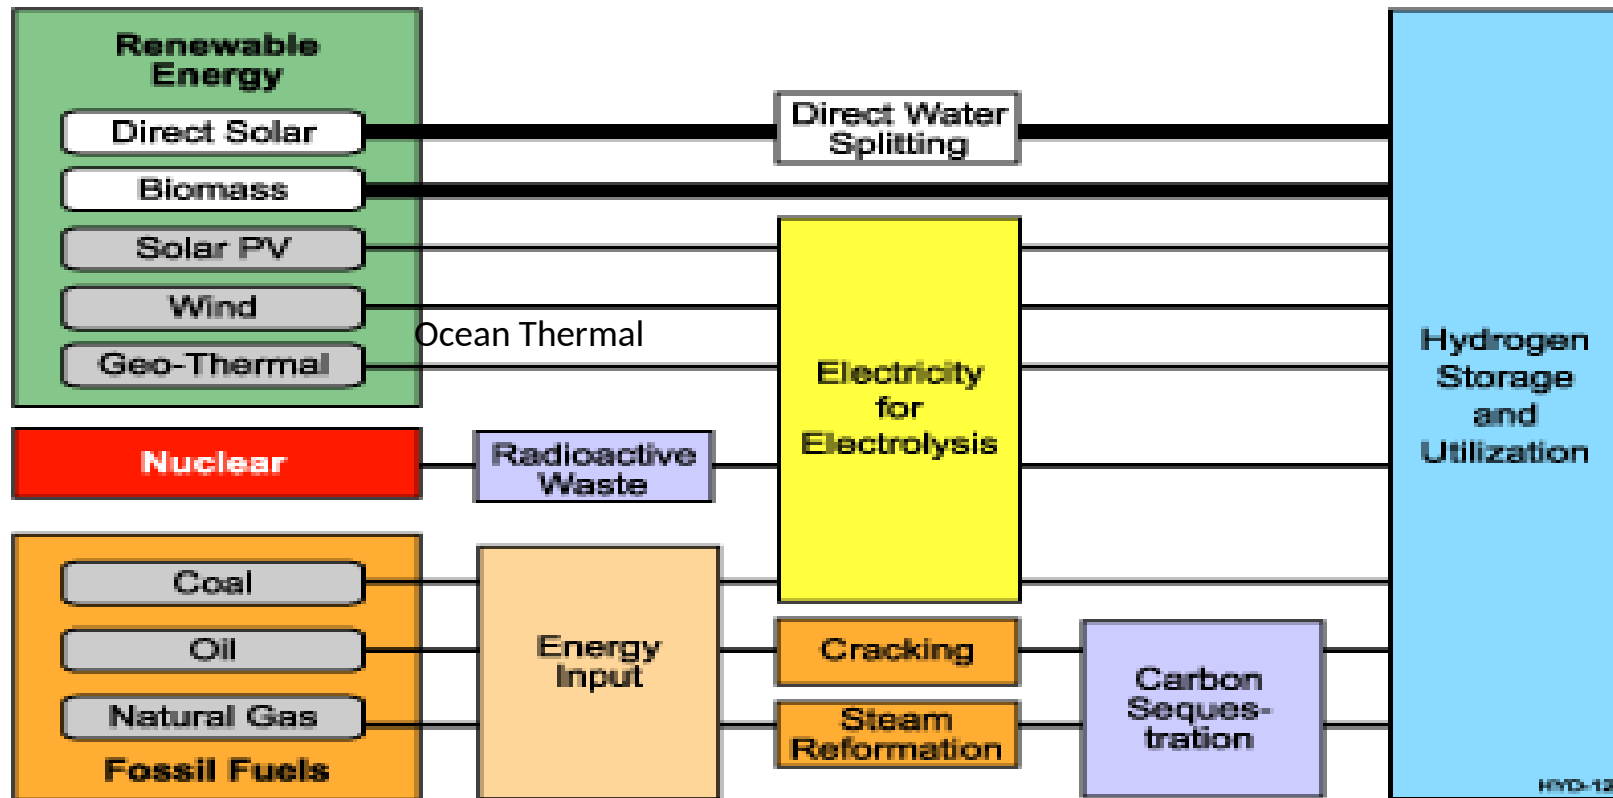 Renewable
Energy
Direct Solar
Biomass
Solar PV
Wind
Geo-Thermal
Ocean Thermal
Direct Water
Splitting
Electricity
for
Electrolysis
Nuclear
Radioactive
Waste
Coal
Oil
Natural Gas
Fossil Fuels
Energy
Input
Cracking
Steam
Reformation
Carbon
Seques-
tration
Hydrogen
Storage
and
Utilization
HYD-12